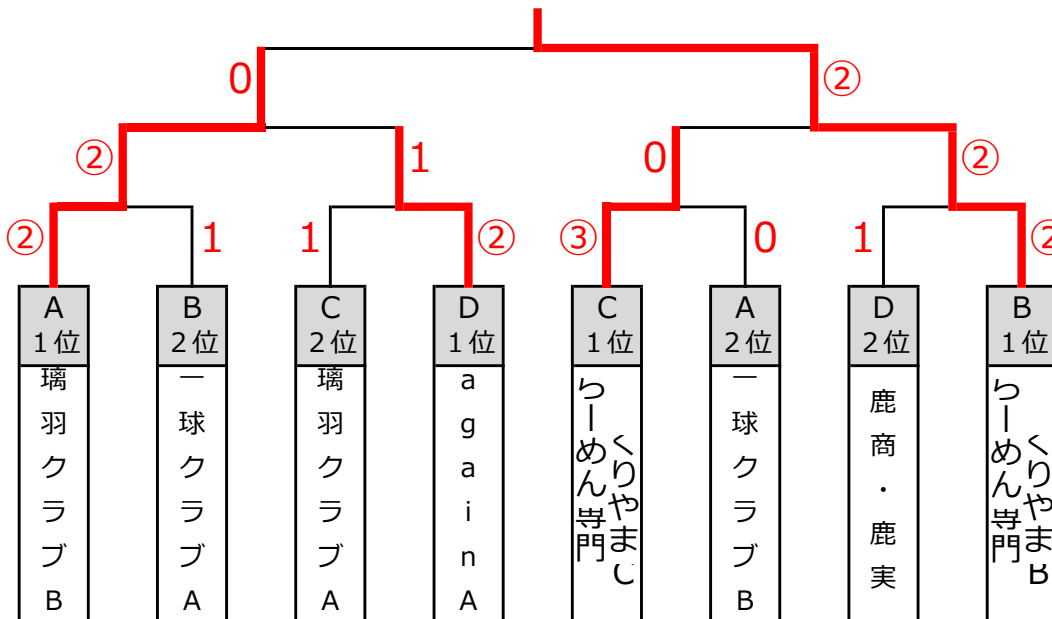 0
②
②
1
0
②
②
1
1
②
③
0
1
②
A
1位
B
2位
C
2位
D
1位
C
1位
A
2位
D
2位
B
1位
璃羽クラブB
一球クラブA
璃羽クラブA
againA
らーめん専門
くりやまC
一球クラブB
鹿商・鹿実
らーめん専門
くりやまB